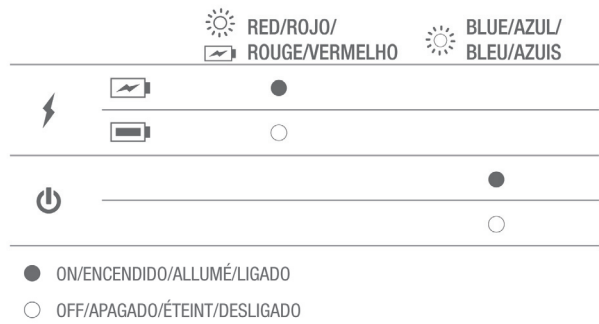 RED/ROJO/
ROUGE/VERMELHO
BLUE/AZUL/
BLEU/AZUIS
ON/ENCENDIDO/ALLUMÉ/LIGADO
OFF/APAGADO/ÉTEINT/DESLIGADO